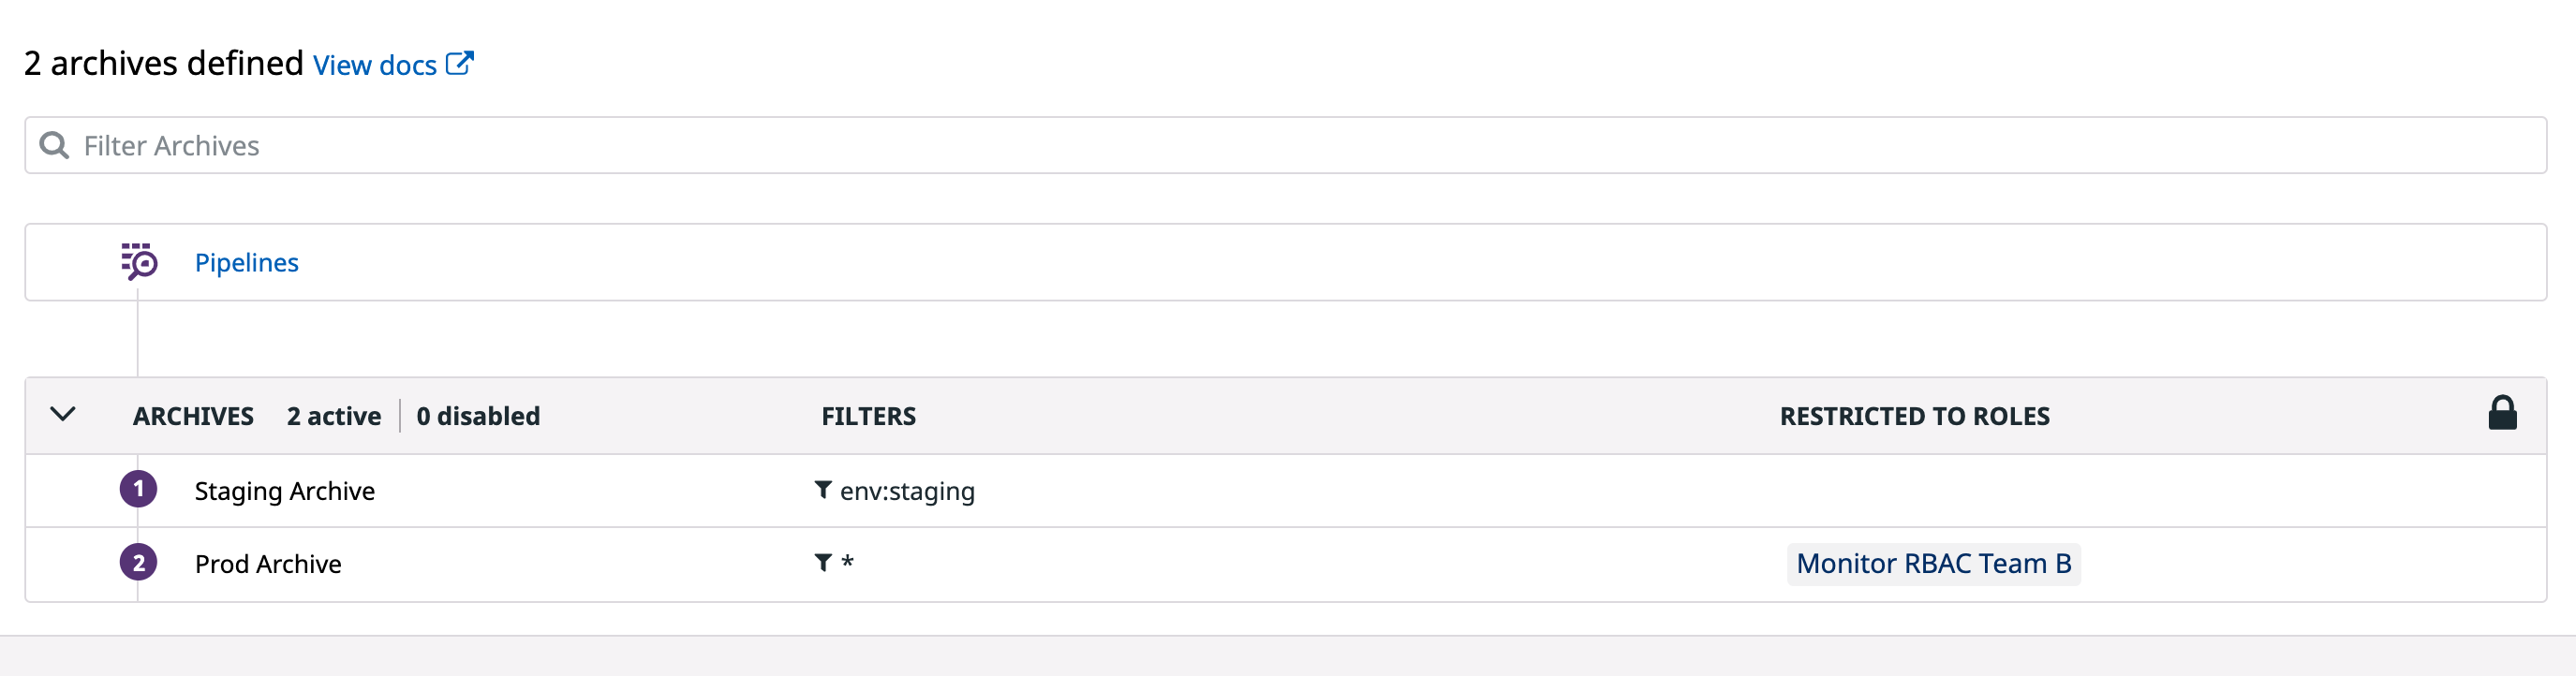 2 archives defined View docs
Filter Archives
Pipelines
ARCHIVES 2 active 0 disabled FILTERS RESTRICTED TO ROLES
1 Staging Archive env:staging
2 Prod Archive * Monitor RBAC Team B